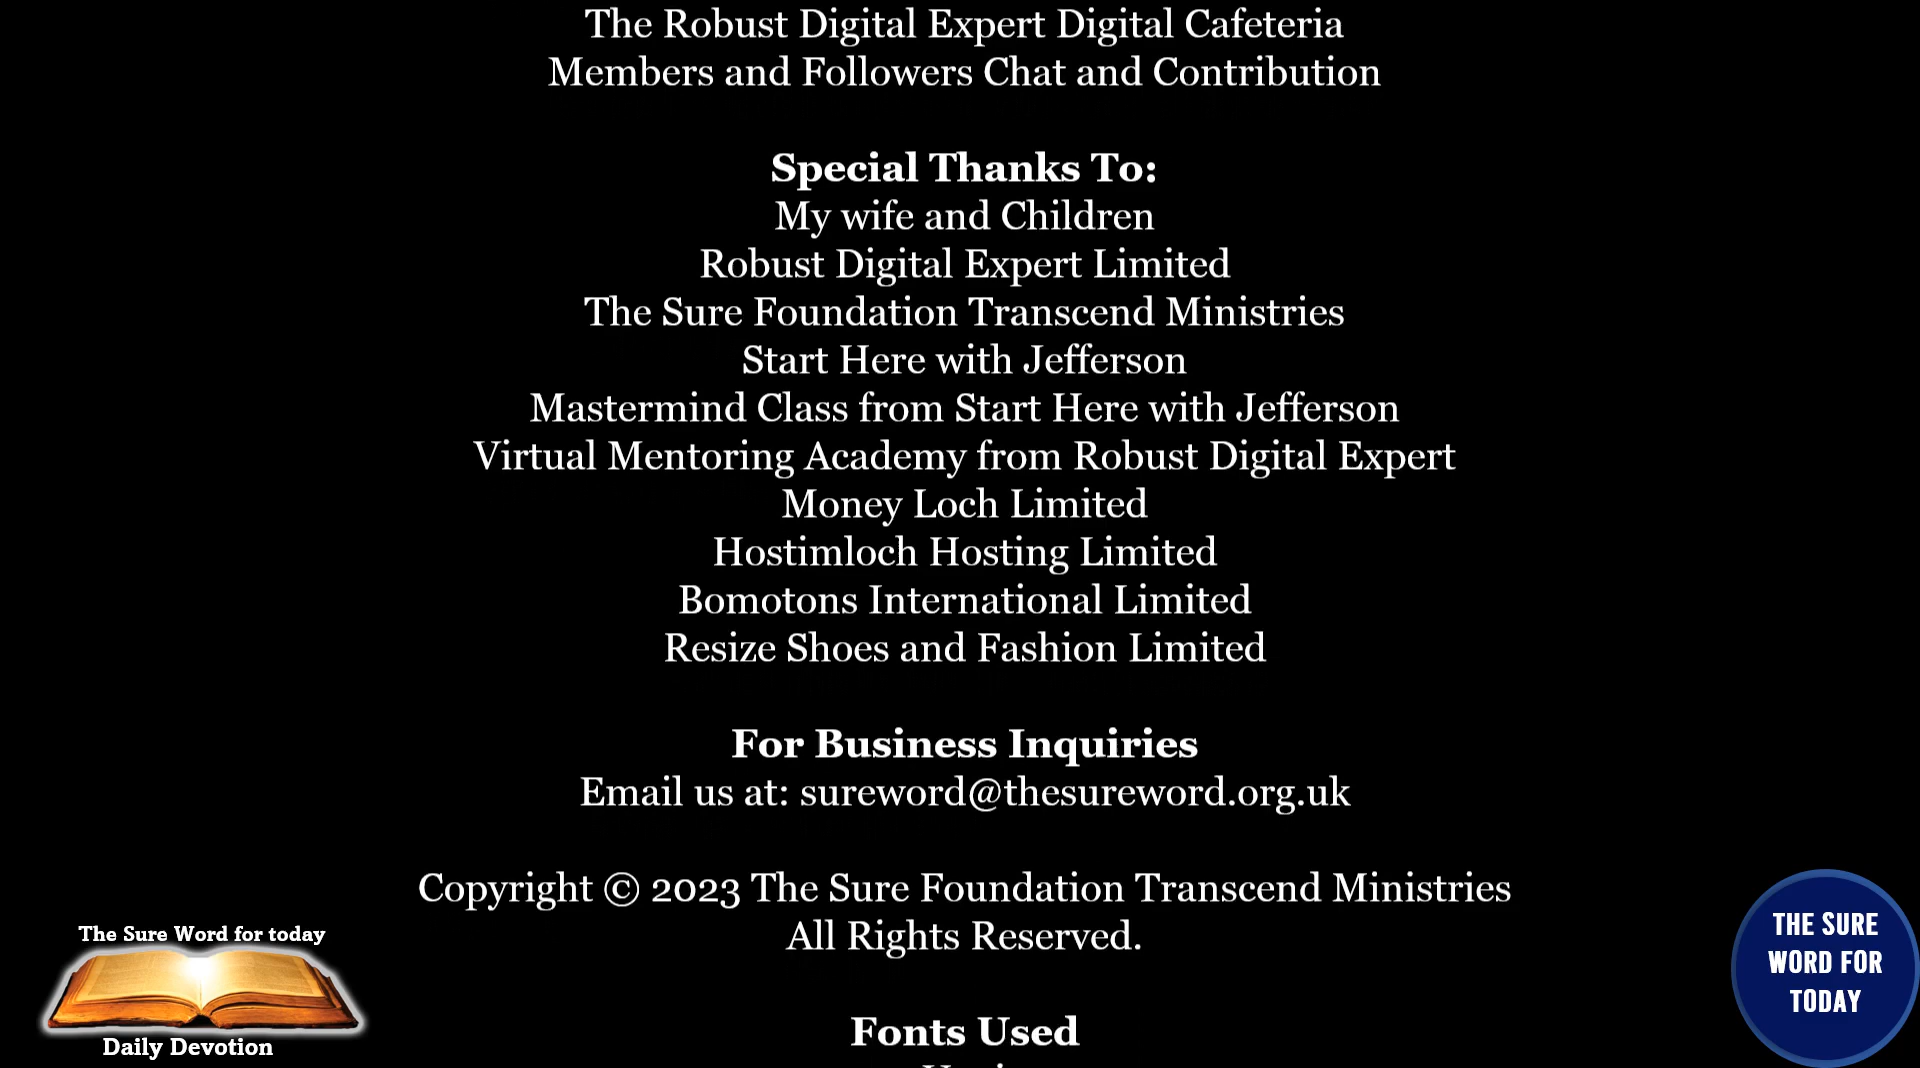 The Robust Digital Expert Digital Cafeteria
Members and Followers Chat and Contribution
Special Thanks To:
My wife and Children
Robust Digital Expert Limited
The Sure Foundation Transcend Ministries
Start Here with Jefferson
Mastermind Class from Start Here with Jefferson
Virtual Mentoring Academy from Robust Digital Expert
Money Loch Limited
Hostimloch Hosting Limited
Bomotons International Limited
Resize Shoes and Fashion Limited
For Business Inquiries
Email us at: sureword@thesureword.org.uk
Copyright © 2023 The Sure Foundation Transcend Ministries
All Rights Reserved.
Fonts Used
The Sure Word for today
Daily Devotion
THE SURE
WORD FOR
TODAY